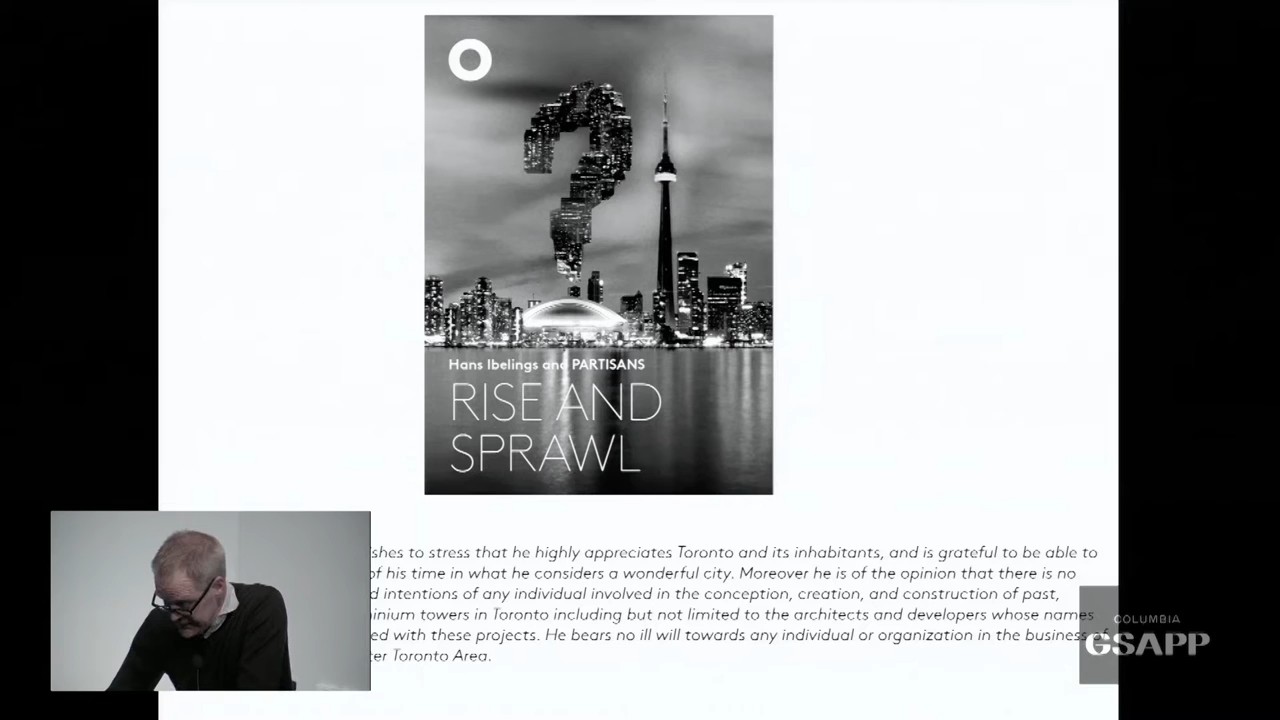 Hans Ibelings and PARTISANS
RISE AND
SPRAWL
shes to stress that he highly appreciates Toronto and its inhabitants, and is grateful to be able to
of his time in what he considers a wonderful city. Moreover he is of the opinion that there is no
d intentions of any individual involved in the conception, creation, and construction of past,
inium towers in Toronto including but not limited to the architects and developers whose names
ed with these projects. He bears no ill will towards any individual or organization in the business of
ter Toronto Area.
COLUMBIA
GSAPP